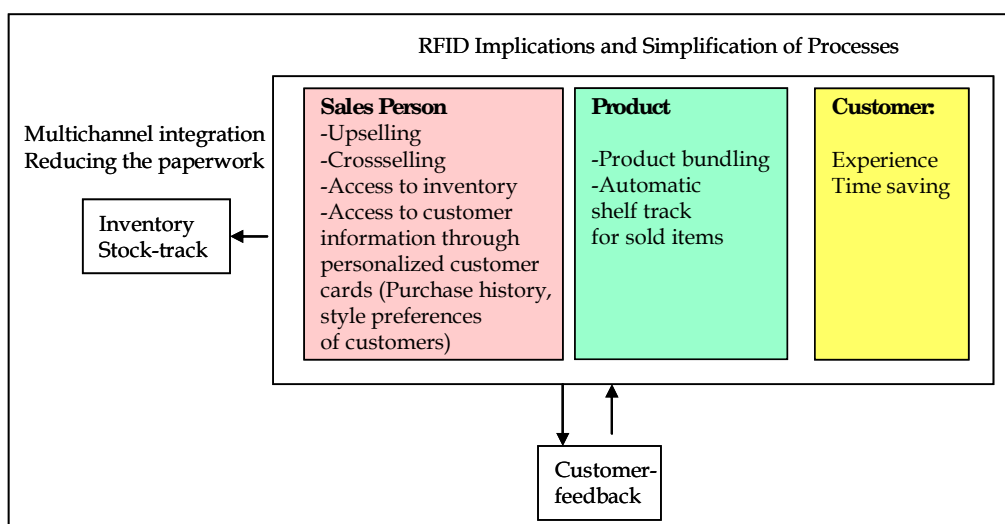 RFID Implications and Simplification of Processes
Multichannel integration
Reducing the paperwork
Inventory
Stock-track
Sales Person
-Upselling
-Crossselling
-Access to inventory
-Access to customer
information through
personalized customer
cards (Purchase history,
style preferences
of customers)
Product
-Product bundling
-Automatic
shelf track
for sold items
Customer:
Experience
Time saving
Customer-
feedback